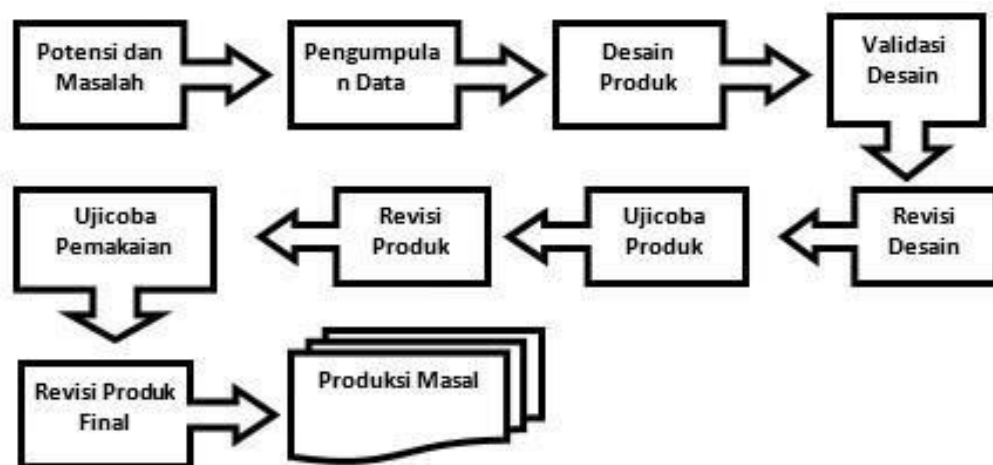 Potensi dan
Masalah
Pengumpula
n Data
Desain
Produk
Validasi
Desain
Revisi
Desain
Ujicoba
Produk
Revisi
Produk
Ujicoba
Pemakaian
Revisi Produk
Final
Produksi Masal